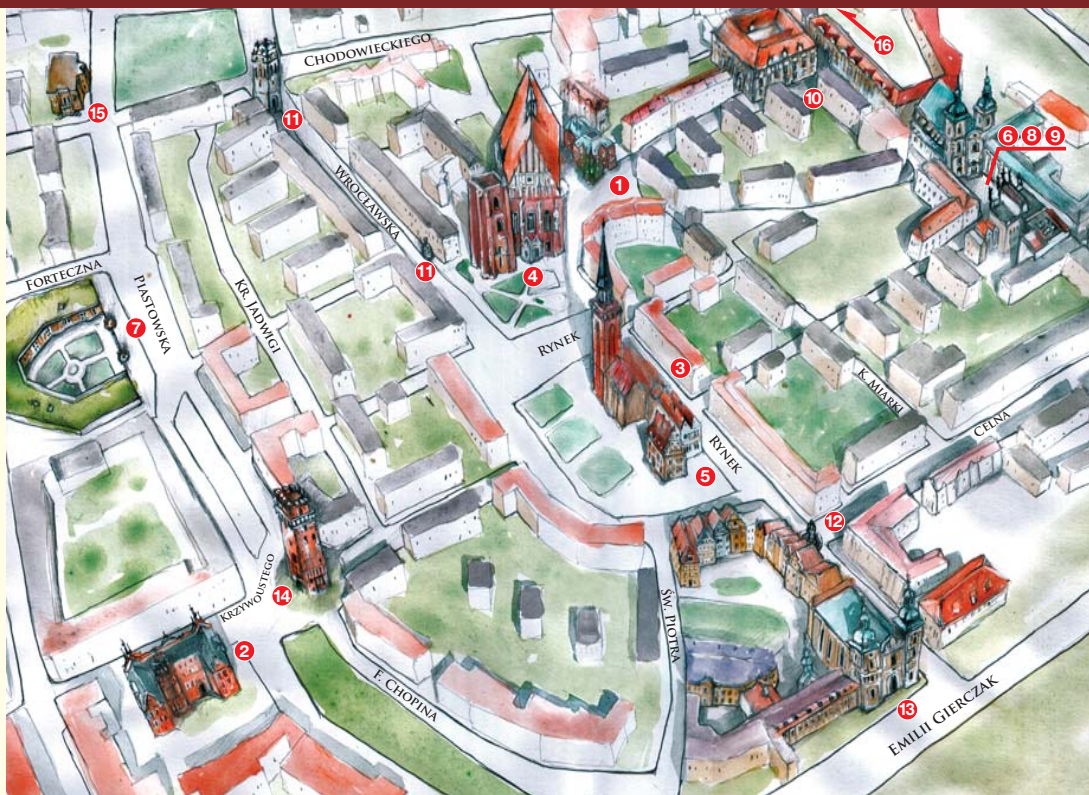 CHODOWIECKIEGO
16
15
11
10
6 8 9
WROCŁAWSKA
1
FORTECZNA
PIASTOWSKA
KR. JADWIGI
11
4
7
RYNEK
3
K. MIARKI
CELNA
RYNEK
5
12
KRZYWOUSTEGO
14
ŚW. PIOTRA
2
F. CHOPINA
13
EMILII GIERCZAK